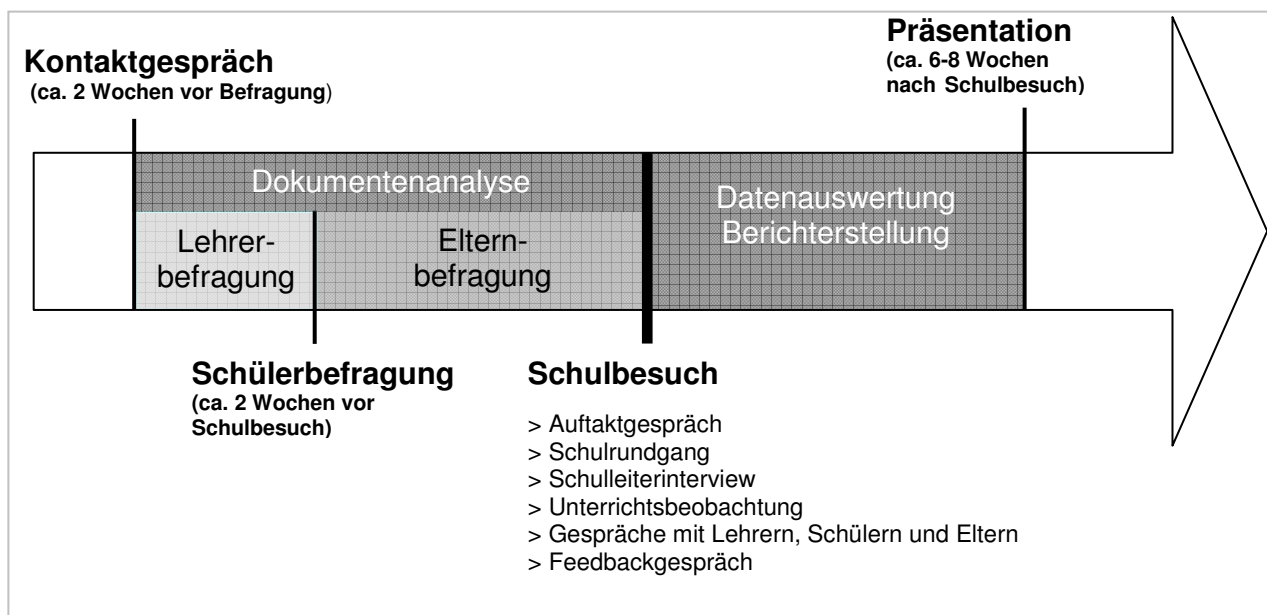 Kontaktgespräch
(ca. 2 Wochen vor Befragung)
Präsentation
(ca. 6-8 Wochen
nach Schulbesuch)
Dokumentenanalyse
Lehrer-
befragung
Eltern-
befragung
Datenauswertung
Berichterstellung
Schülerbefragung
(ca. 2 Wochen vor
Schulbesuch)
Schulbesuch
> Auftaktgespräch
> Schulrundgang
> Schulleiterinterview
> Unterrichtsbeobachtung
> Gespräche mit Lehrern, Schülern und Eltern
> Feedbackgespräch